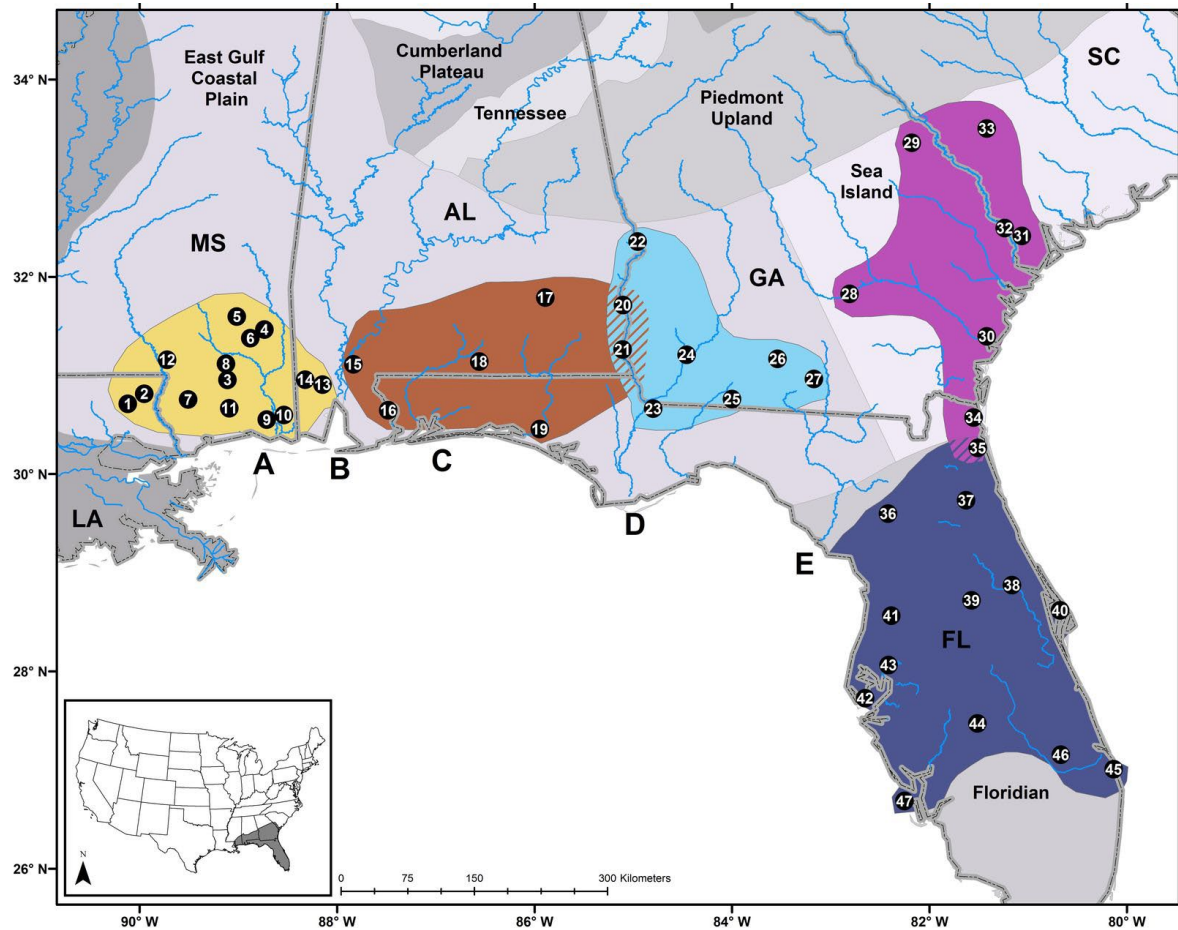 34° N
32° N
30° N
28° N
26° N
East Gulf
Coastal
Plain
Cumberland
Plateau
Tennessee
Piedmont
Upland
SC
Sea
Island
MS
AL
GA
LA
FL
Floridian
A
B
C
D
E
1
2
3
4
5
6
7
8
9
10
11
12
13
14
15
16
17
18
19
20
21
22
23
24
25
26
27
28
29
30
31
32
33
34
35
36
37
38
39
40
41
42
43
44
45
46
47
N
0 75 150 300 Kilometers
90° W 88° W 86° W 84° W 82° W 80° W